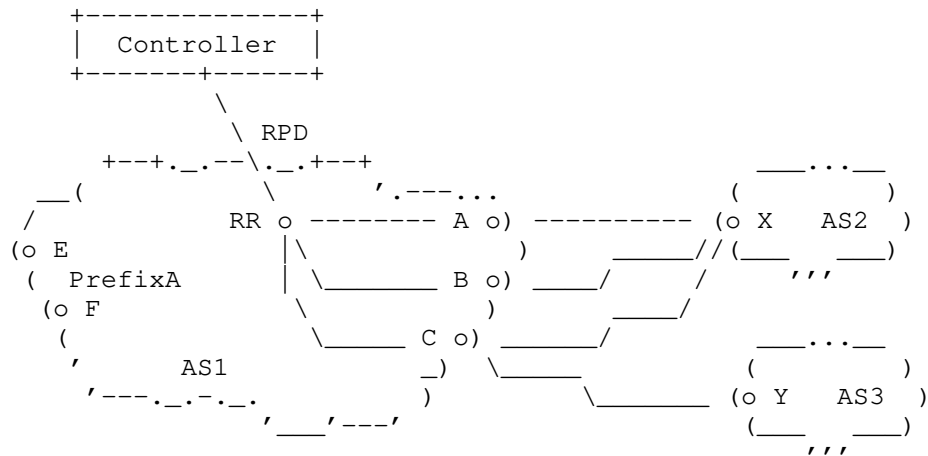 Controller
RPD
RR o A o) (o X AS2
(o E
PrefixA B o)
(o F
C o)
AS1
(o Y AS3